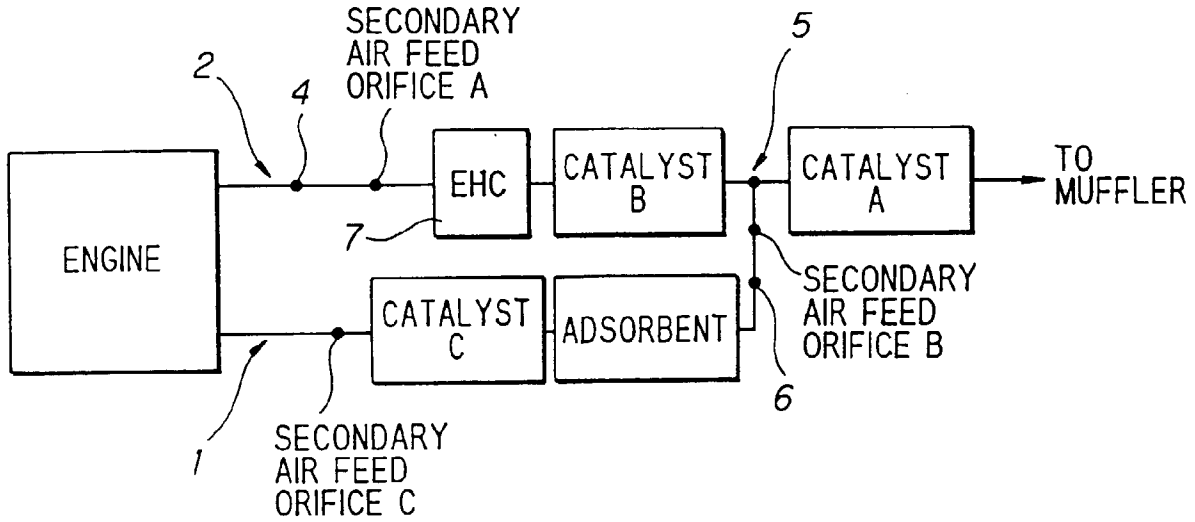 SECONDARY
AIR FEED
ORIFICE A
2
4
5
ENGINE
EHC
7
CATALYST
B
CATALYST
A
TO
MUFFLER
CATALYST
C
ADSORBENT
SECONDARY
AIR FEED
ORIFICE B
6
1
SECONDARY
AIR FEED
ORIFICE C